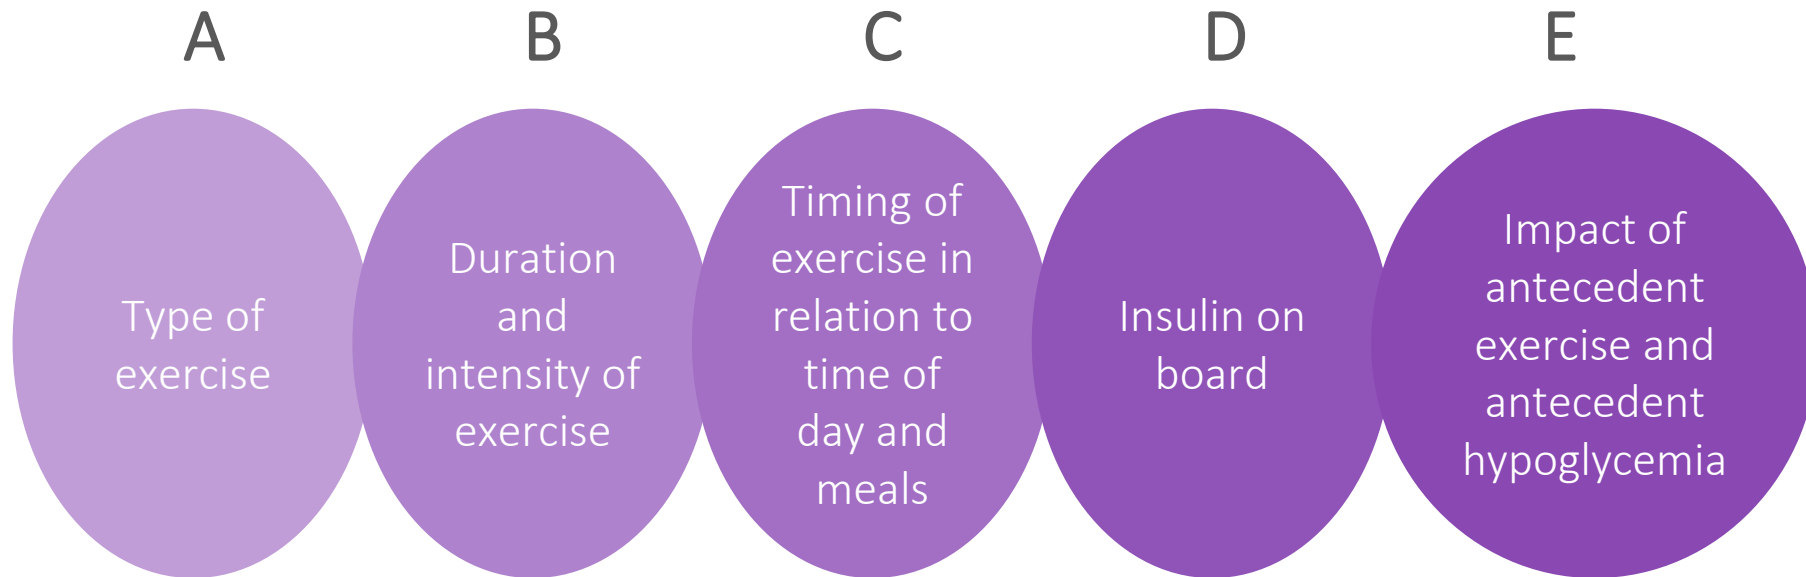 A
B
C
D
E
Type of
exercise
Duration
and
intensity of
exercise
Timing of
exercise in
relation to
time of
day and
meals
Insulin on
board
Impact of
antecedent
exercise and
antecedent
hypoglycemia